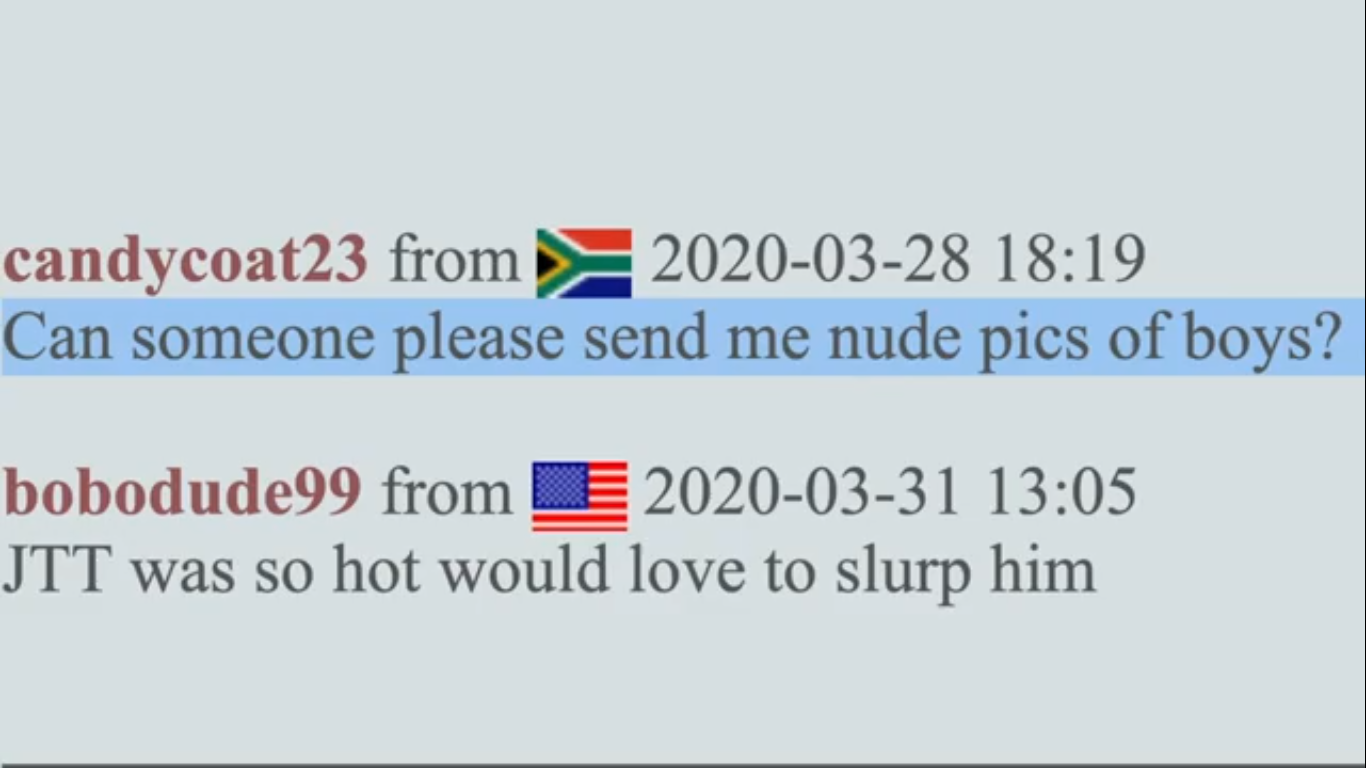 candycoat23 from 2020-03-28 18:19
Can someone please send me nude pics of boys?
bobodude99 from 2020-03-31 13:05
JTT was so hot would love to slurp him